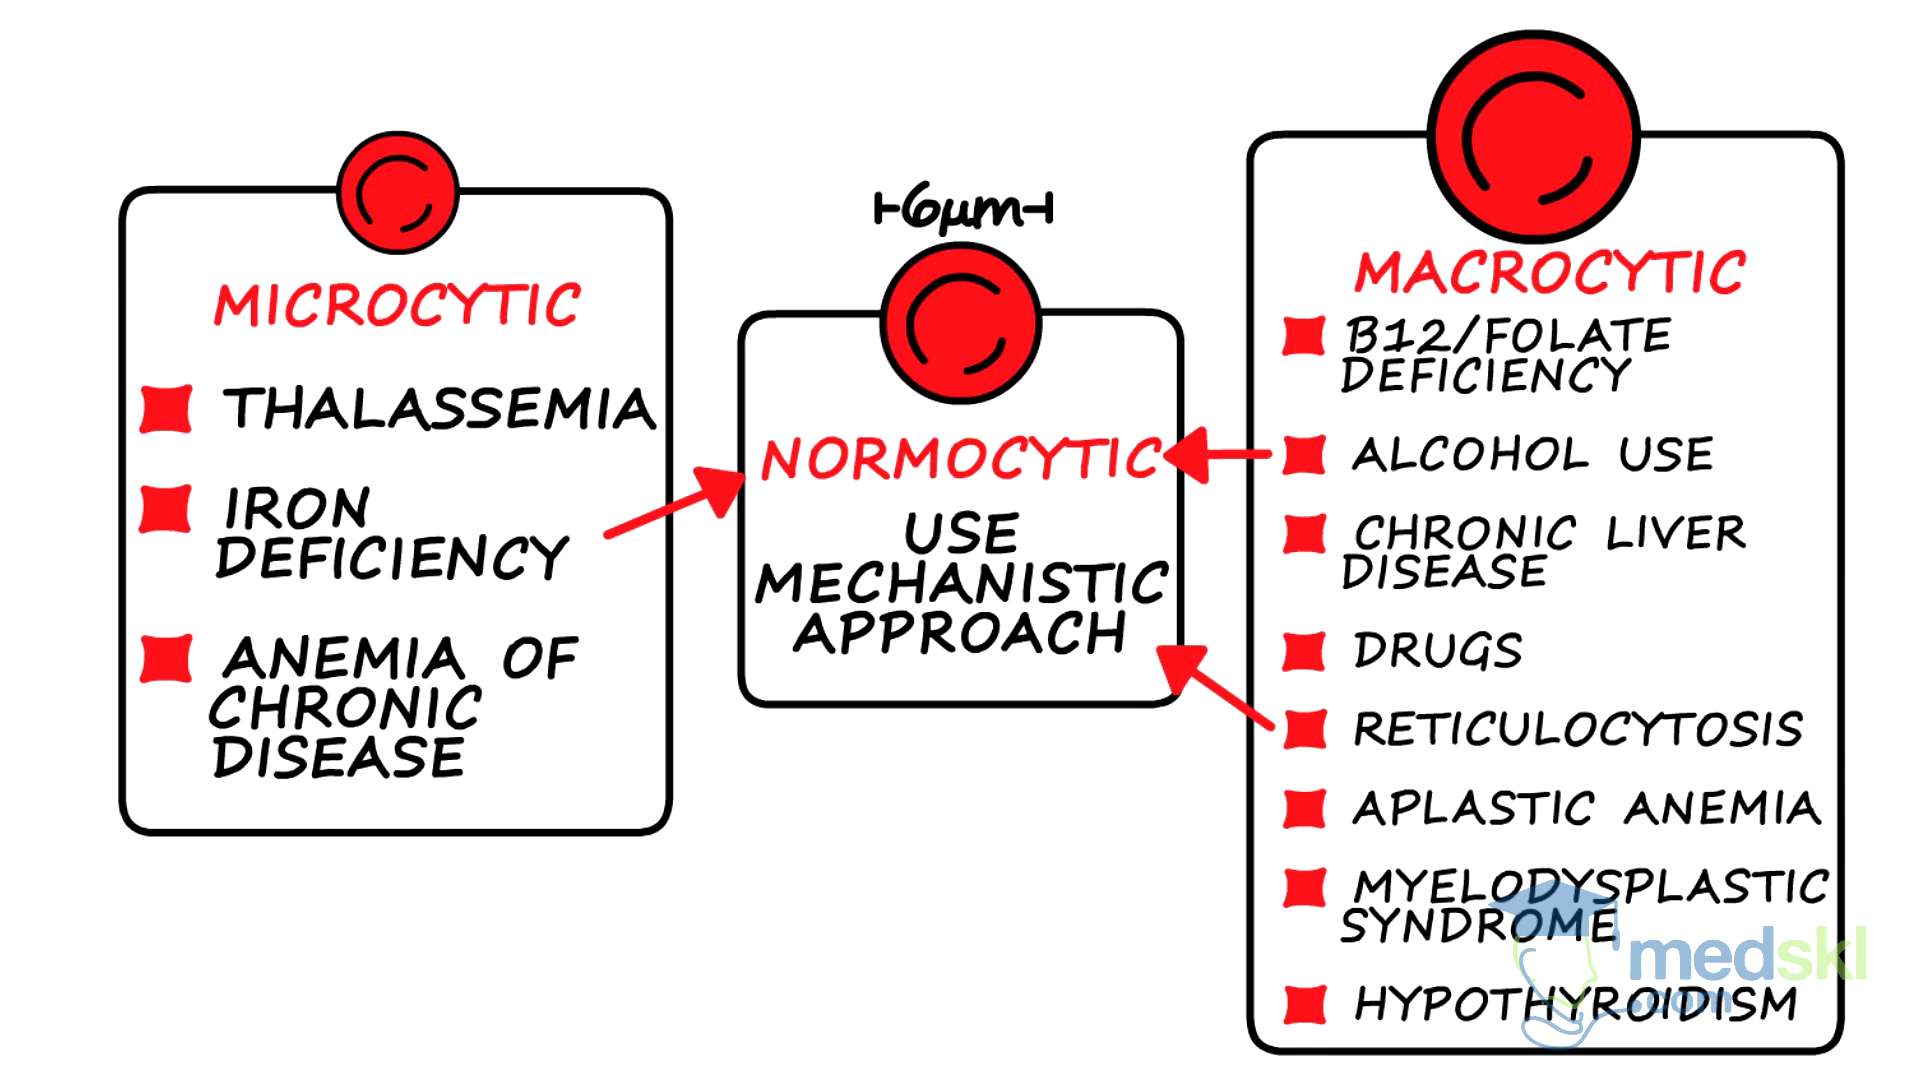 MICROCYTIC
THALASSEMIA
IRON
DEFICIENCY
ANEMIA OF
CHRONIC
DISEASE
6μm
NORMOCYTIC
USE
MECHANISTIC
APPROACH
MACROCYTIC
B12/FOLATE
DEFICIENCY
ALCOHOL USE
CHRONIC LIVER
DISEASE
DRUGS
RETICULOCYTOSIS
APLASTIC ANEMIA
MYELODYSPLASTIC
SYNDROME
HYPOTHYROIDISM
medskl
.com